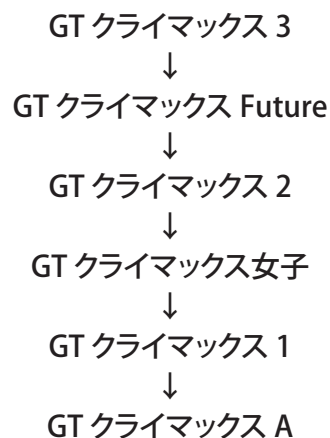 GT クライマックス 3
↓
GT クライマックス Future
↓
GT クライマックス 2
↓
GT クライマックス女子
↓
GT クライマックス 1
↓
GT クライマックス A